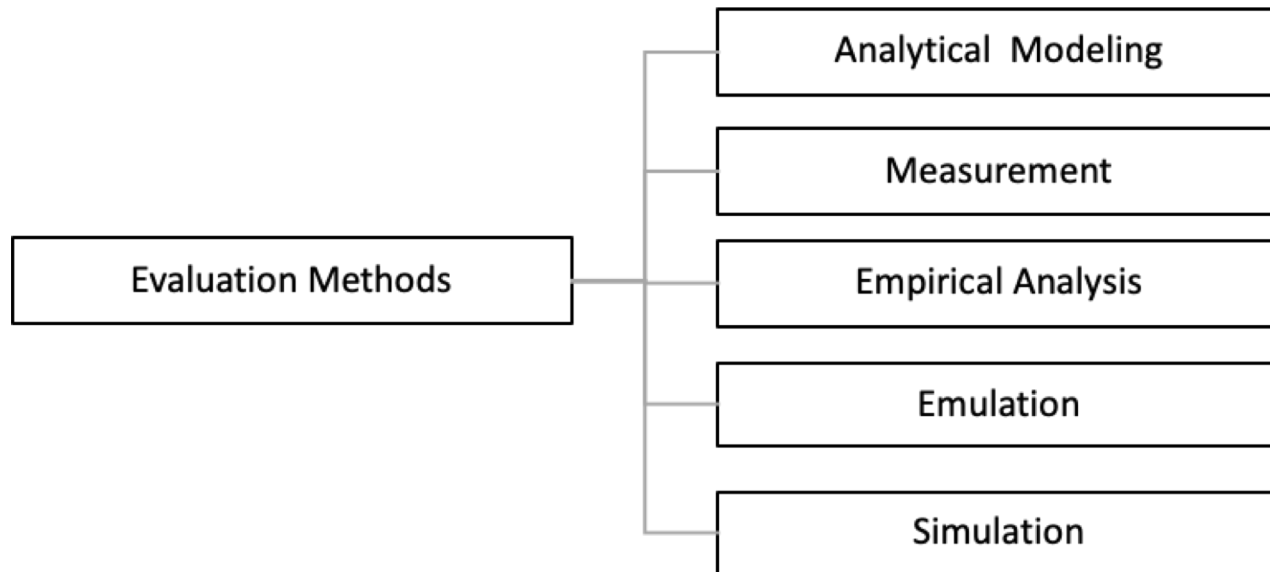 Evaluation Methods
Analytical  Modeling
Measurement
Empirical Analysis
Emulation
Simulation